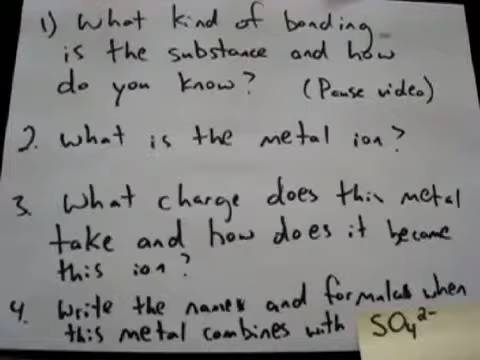 1) What kind of bonding
is the substance and how
do you know? (Pause video)
2. What is the metal ion?
3. What charge does this metal
take and how does it become
this ion?
4. Write the names and formulas when
this metal combines with SO₄²⁻